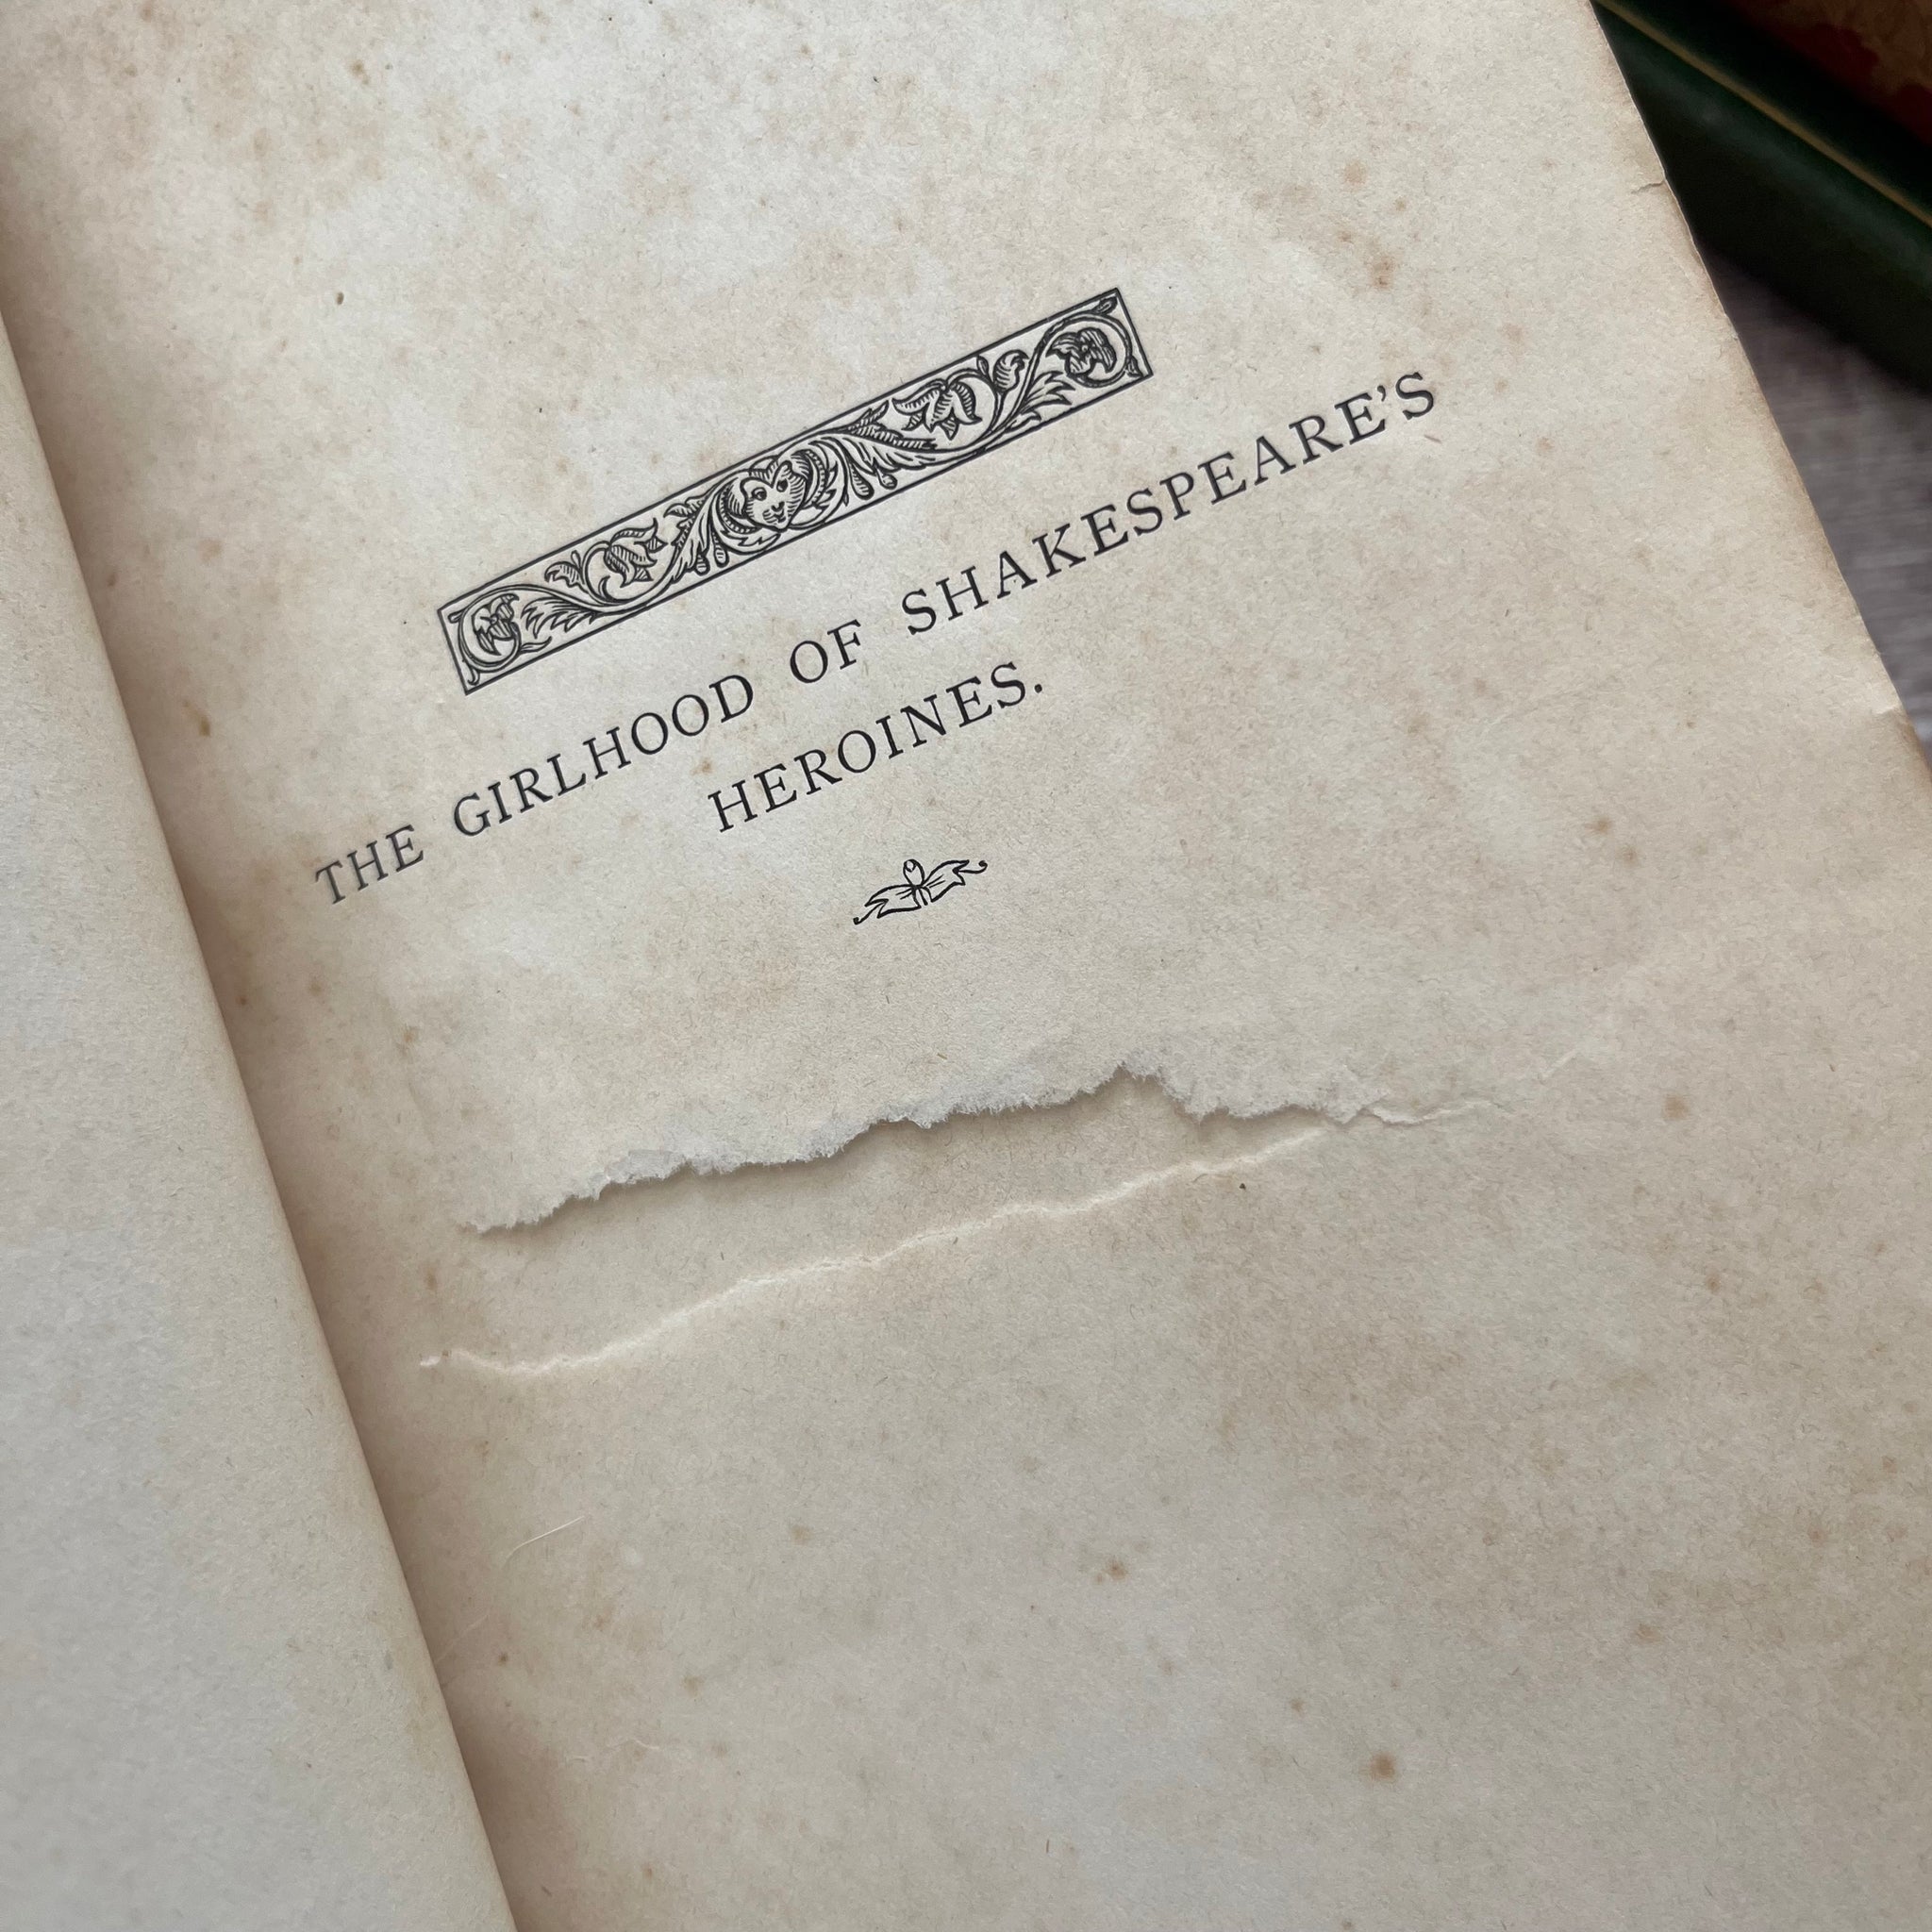 THE GIRLHOOD OF SHAKESPEARE'S
HEROINES.